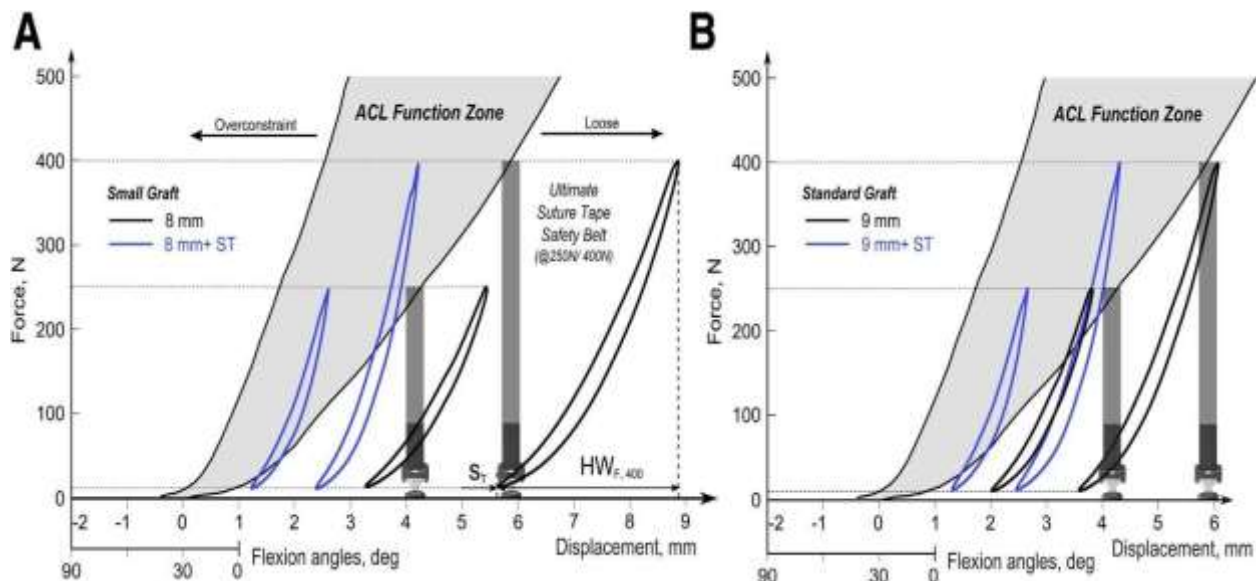 A
500
400
300
200
100
0
Force, N
ACL Function Zone
Overconstraint
Loose
Small Graft
8 mm
8 mm+ ST
Ultimate
Suture Tape
Safety Belt
(@250N/ 400N)
S_T
HW_F, 400
-2 -1 0 1 2 3 4 5 6 7 8 9
Flexion angles, deg
Displacement, mm
90 30 0
B
500
400
300
200
100
0
Force, N
ACL Function Zone
Standard Graft
9 mm
9 mm+ ST
-2 -1 0 1 2 3 4 5 6
Flexion angles, deg
Displacement, mm
90 30 0